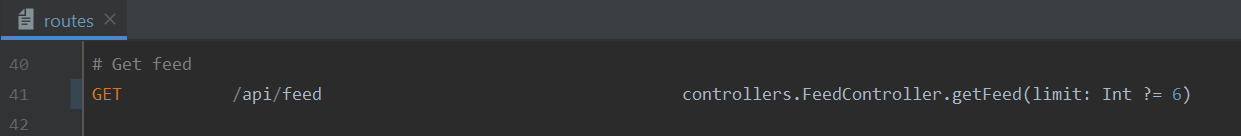 routes
40 # Get feed
41 GET /api/feed controllers.FeedController.getFeed(limit: Int ?= 6)
42